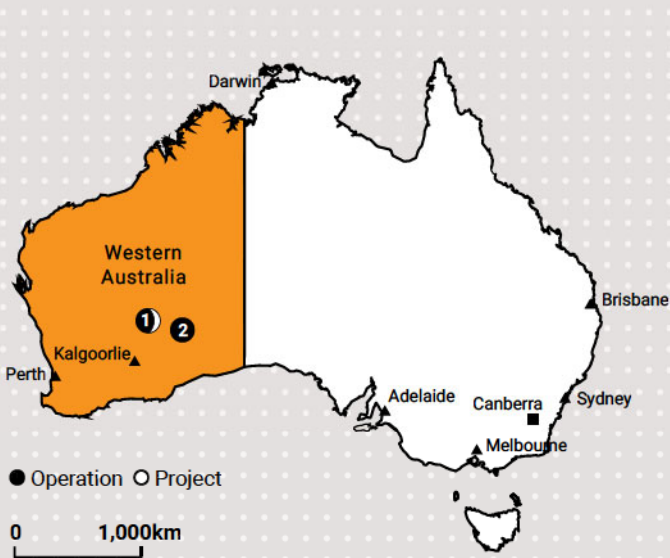 Darwin
Western
Australia
1
2
Brisbane
Kalgoorlie
Perth
Adelaide
Canberra
Sydney
Melbourne
Operation Project
0 1,000km